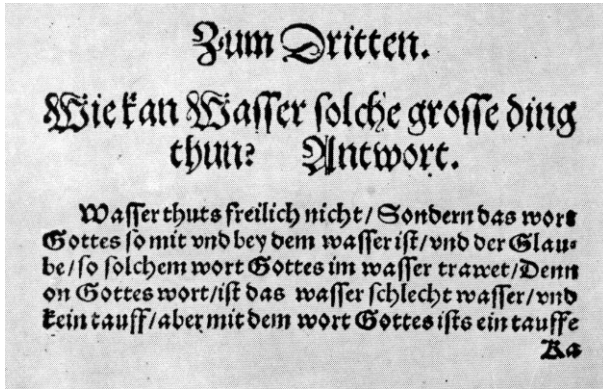 Zum Dritten.
Wie kan Wasser solche grosse ding
thun? Antwort.
Wasser thuts freilich nicht/ Sondern das wort
Gottes so mit vnd bey dem wasser ist/ vnd der Glau-
be/ so solchem wort Gottes im wasser trawet/ Denn
on Gottes wort/ ist das wasser schlecht wasser/ vnd
kein tauff/ aber mit dem wort Gottes ists ein tauffe
Ka